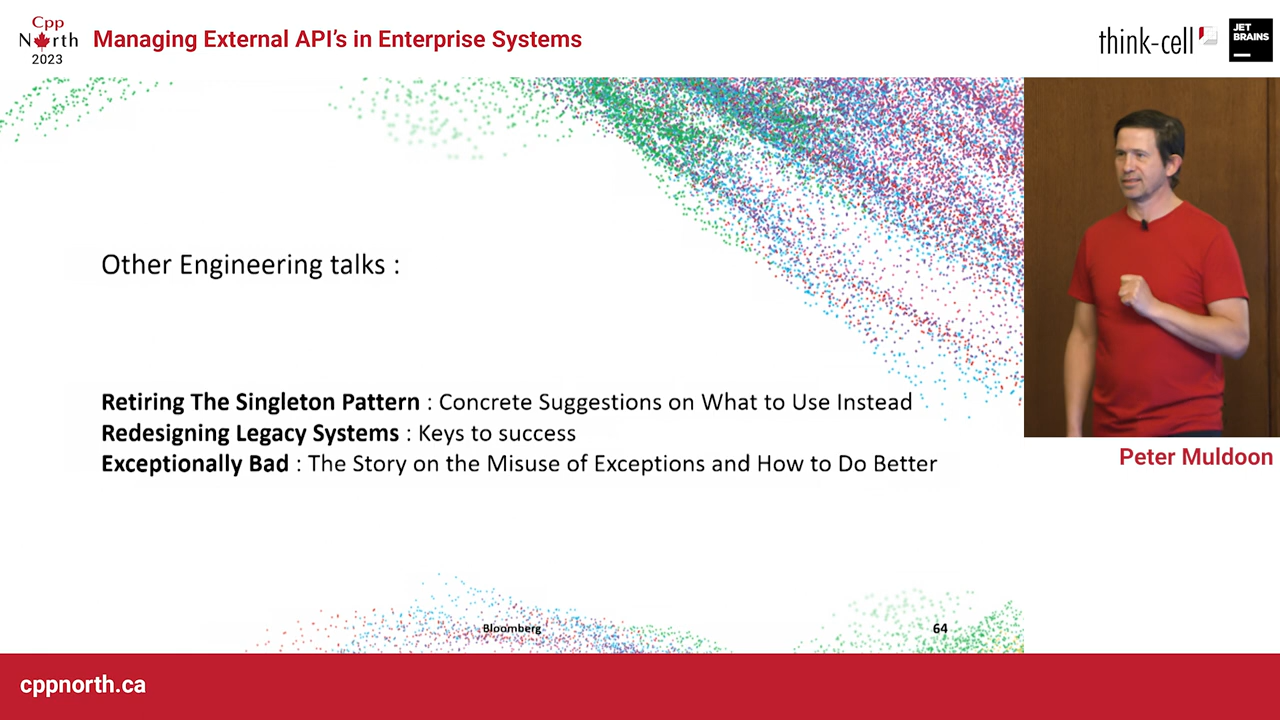 Cpp
North
2023
Managing External API's in Enterprise Systems
think-cell
JET
BRAINS
Other Engineering talks :
Retiring The Singleton Pattern : Concrete Suggestions on What to Use Instead
Redesigning Legacy Systems : Keys to success
Exceptionally Bad : The Story on the Misuse of Exceptions and How to Do Better
Peter Muldoon
Bloomberg
64
cppnorth.ca